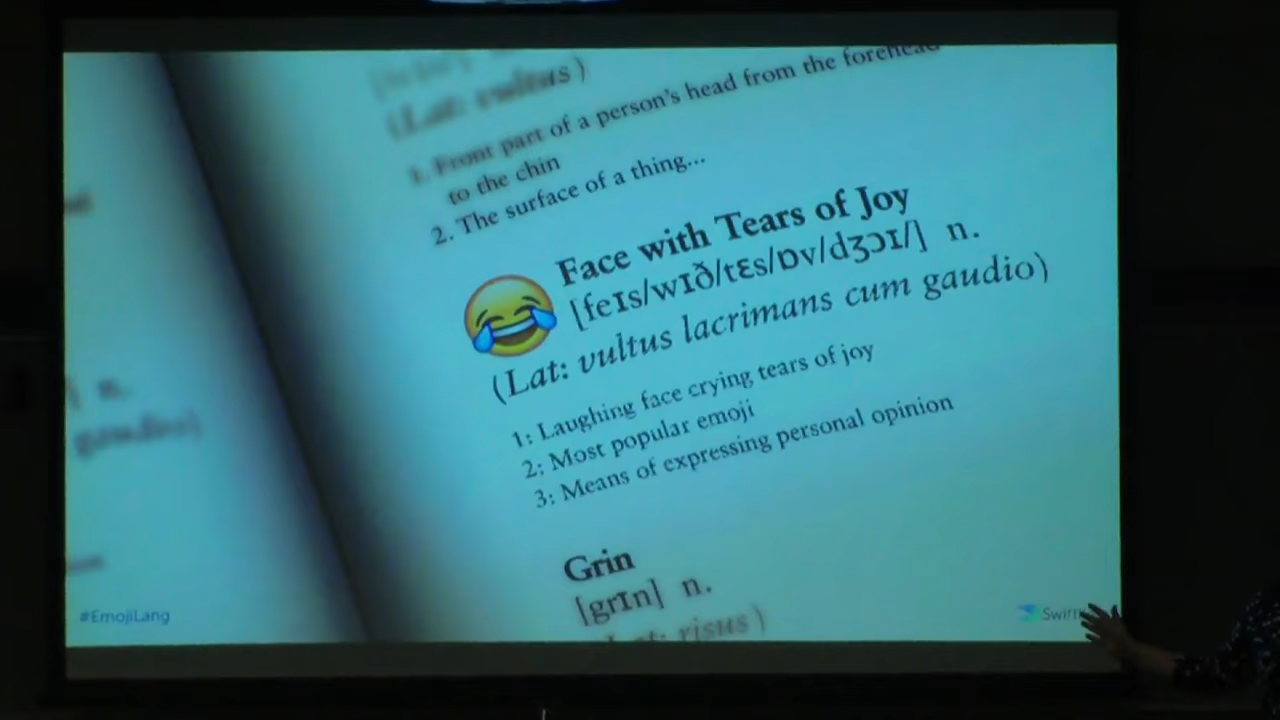 (Lat: vultus)
1. Front part of a person's head from the forehead
to the chin
2. The surface of a thing...
Face with Tears of Joy
[feɪs/wɪð/tɛs/ɒv/dʒɔɪ/] n.
(Lat: vultus lacrimans cum gaudio)
1: Laughing face crying tears of joy
2: Most popular emoji
3: Means of expressing personal opinion
Grin
[grɪn] n.
risus)
n.
gaudio)
#EmojiLang